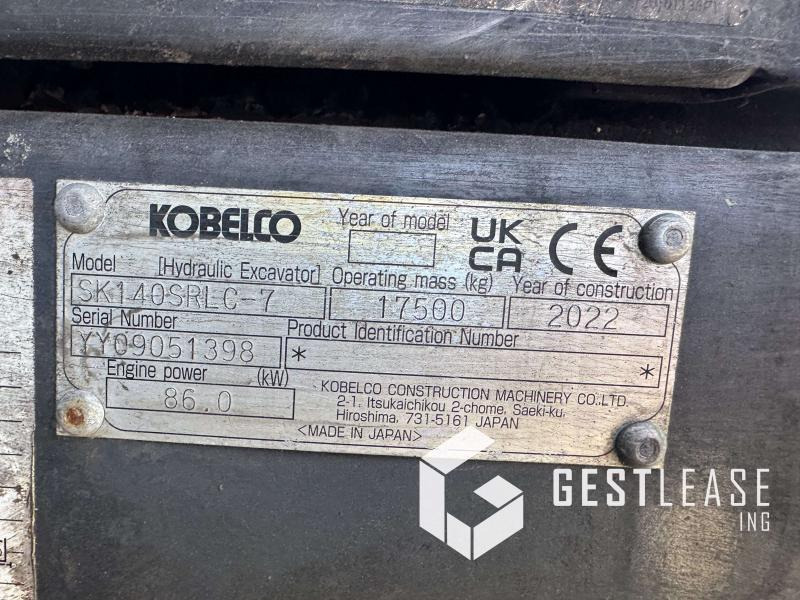 KOBELCO
Year of model
UK
CA
CE
Model [Hydraulic Excavator] Operating mass (kg) Year of construction
SK140SRLC-7 17500 2022
Serial Number Product Identification Number
YY09051398 * *
Engine power (kW)
86.0
KOBELCO CONSTRUCTION MACHINERY CO.,LTD.
2-1. Itsukaichikou 2-chome, Saeki-ku,
Hiroshima, 731-5161 JAPAN
<MADE IN JAPAN>
GESTLEASE
ING